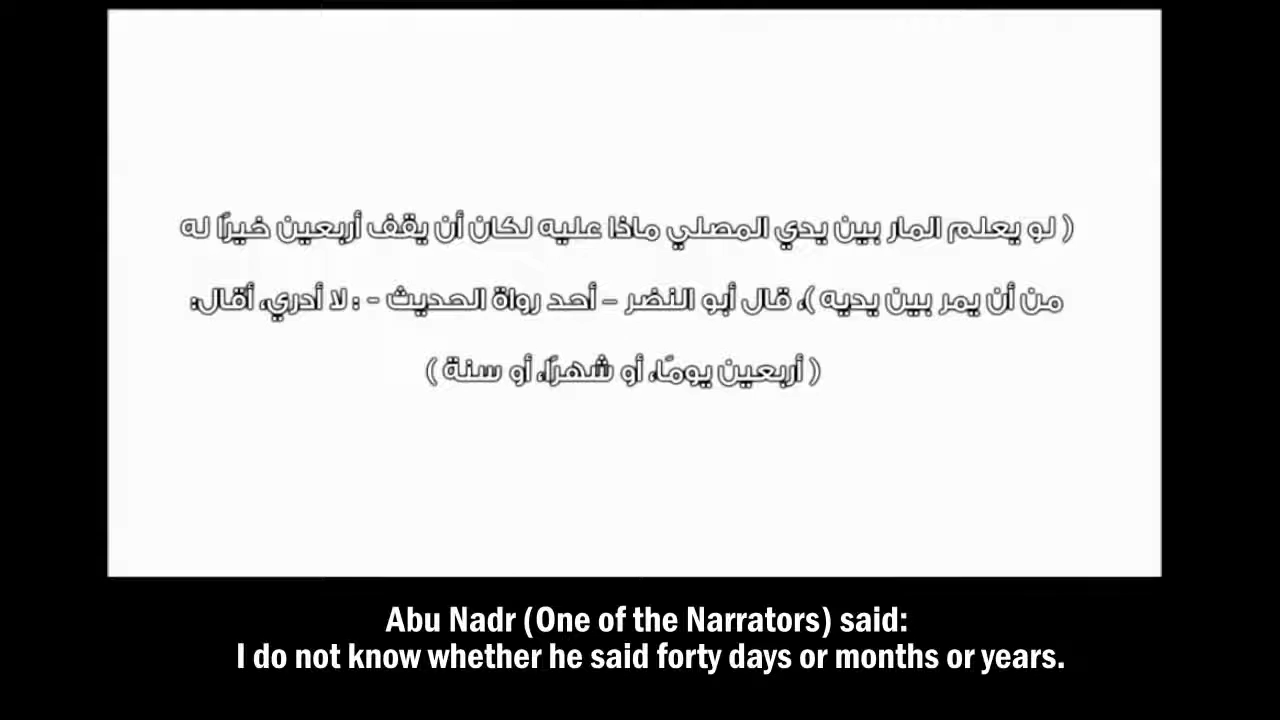 ( لو يعلم المار بين يدي المصلي ماذا عليه لكان أن يقف أربعين خيرًا له
من أن يمر بين يديه )، قال أبو النضر – أحد رواة الحديث - : لا أدري، أقال:
( أربعين يومًا، أو شهرًا، أو سنة )
Abu Nadr (One of the Narrators) said:
I do not know whether he said forty days or months or years.